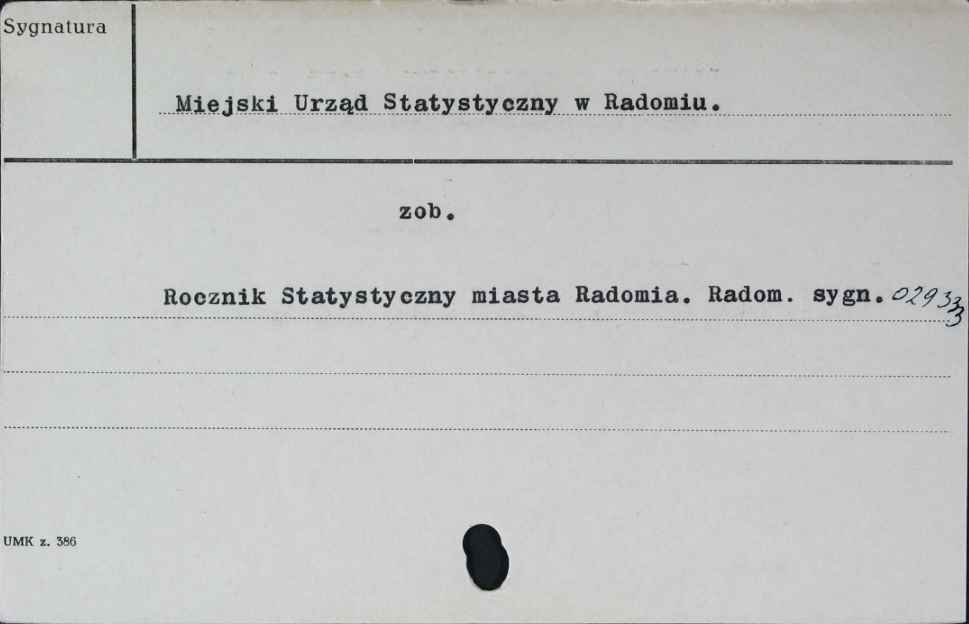 Sygnatura
Miejski Urząd Statystyczny w Radomiu.
zob.
Rocznik Statystyczny miasta Radomia. Radom. sygn.
UMK z. 386